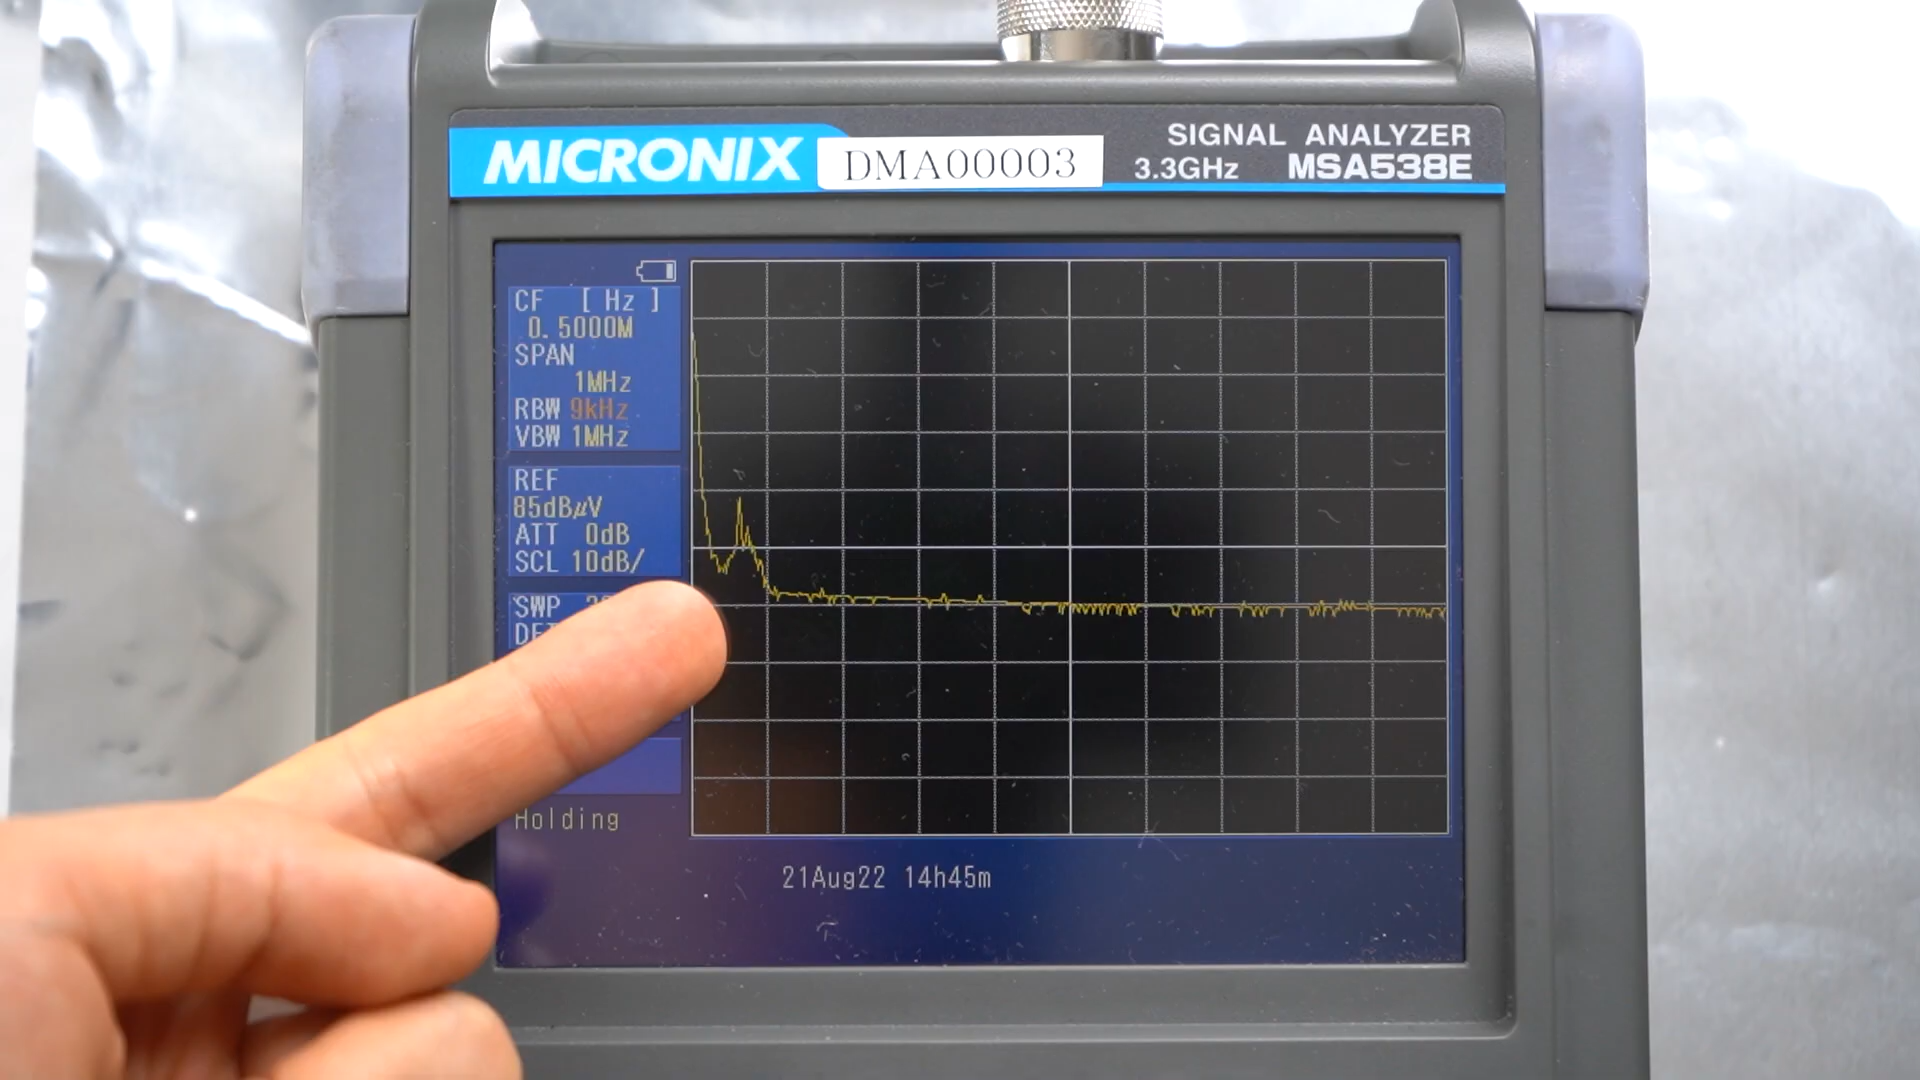 MICRONIX
DMA00003
SIGNAL ANALYZER
3.3GHz MSA538E
CF [ Hz ]
0.5000M
SPAN
1MHz
RBW 9kHz
VBW 1MHz
REF
85dBμV
ATT 0dB
SCL 10dB/
SWP
Holding
21Aug22 14h45m